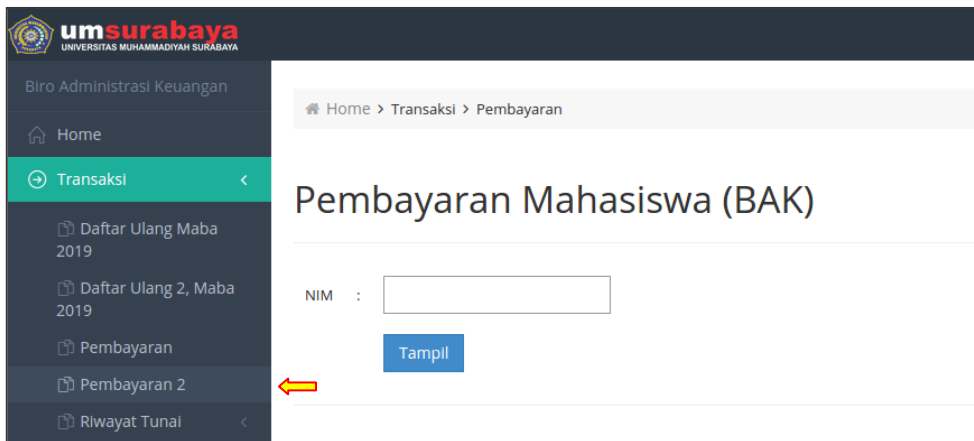 umsurabaya
UNIVERSITAS MUHAMMADIYAH SURABAYA
Biro Administrasi Keuangan
Home
Transaksi
Daftar Ulang Maba
2019
Daftar Ulang 2, Maba
2019
Pembayaran
Pembayaran 2
Riwayat Tunai
Home > Transaksi > Pembayaran
Pembayaran Mahasiswa (BAK)
NIM :
Tampil